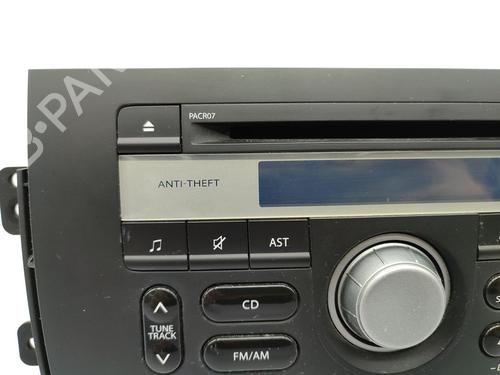 B-PAR
PACR07
ANTI-THEFT
AST
CD
TUNE
TRACK
FM/AM